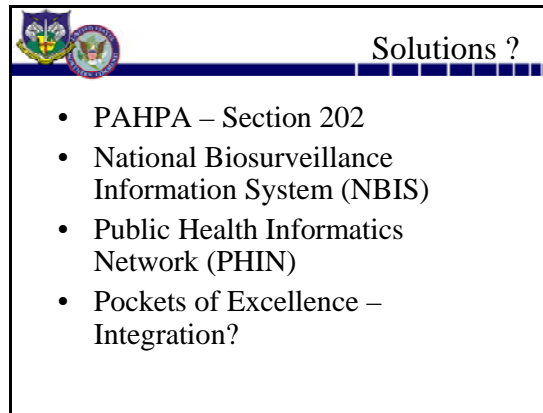 Solutions ?
• PAHPA – Section 202
• National Biosurveillance
Information System (NBIS)
• Public Health Informatics
Network (PHIN)
• Pockets of Excellence –
Integration?